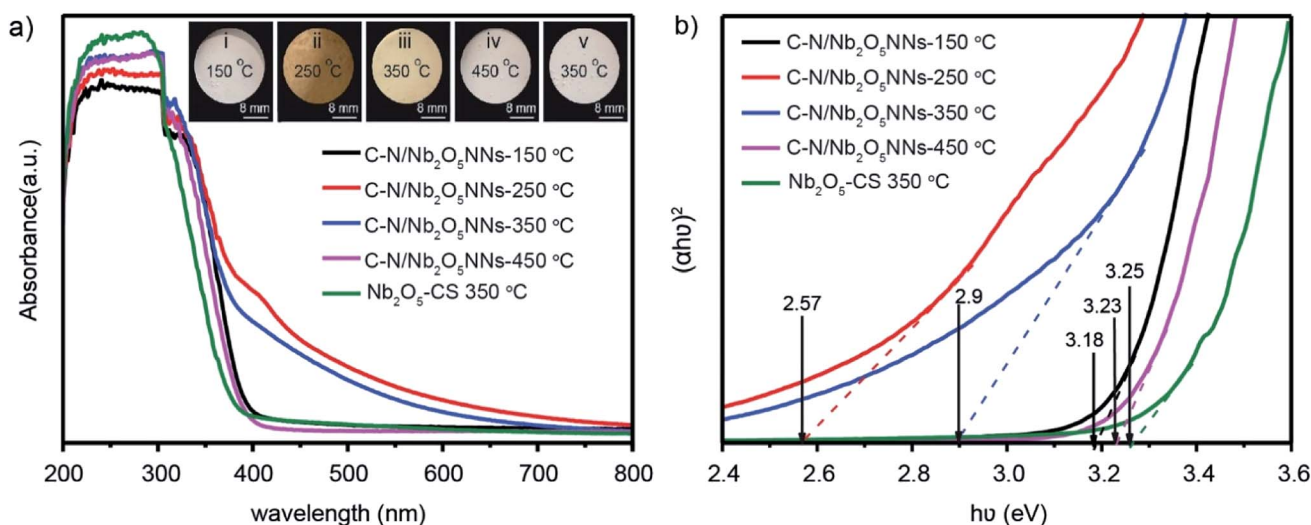 a)
Absorbance(a.u.)
i ii iii iv v
150 °C 250 °C 350 °C 450 °C 350 °C
8 mm 8 mm 8 mm 8 mm 8 mm
C-N/Nb₂O₅NNs-150 °C
C-N/Nb₂O₅NNs-250 °C
C-N/Nb₂O₅NNs-350 °C
C-N/Nb₂O₅NNs-450 °C
Nb₂O₅-CS 350 °C
200 300 400 500 600 700 800
wavelength (nm)
b)
(αhυ)²
C-N/Nb₂O₅NNs-150 °C
C-N/Nb₂O₅NNs-250 °C
C-N/Nb₂O₅NNs-350 °C
C-N/Nb₂O₅NNs-450 °C
Nb₂O₅-CS 350 °C
2.57
2.9
3.25
3.23
3.18
2.4 2.6 2.8 3.0 3.2 3.4 3.6
hυ (eV)